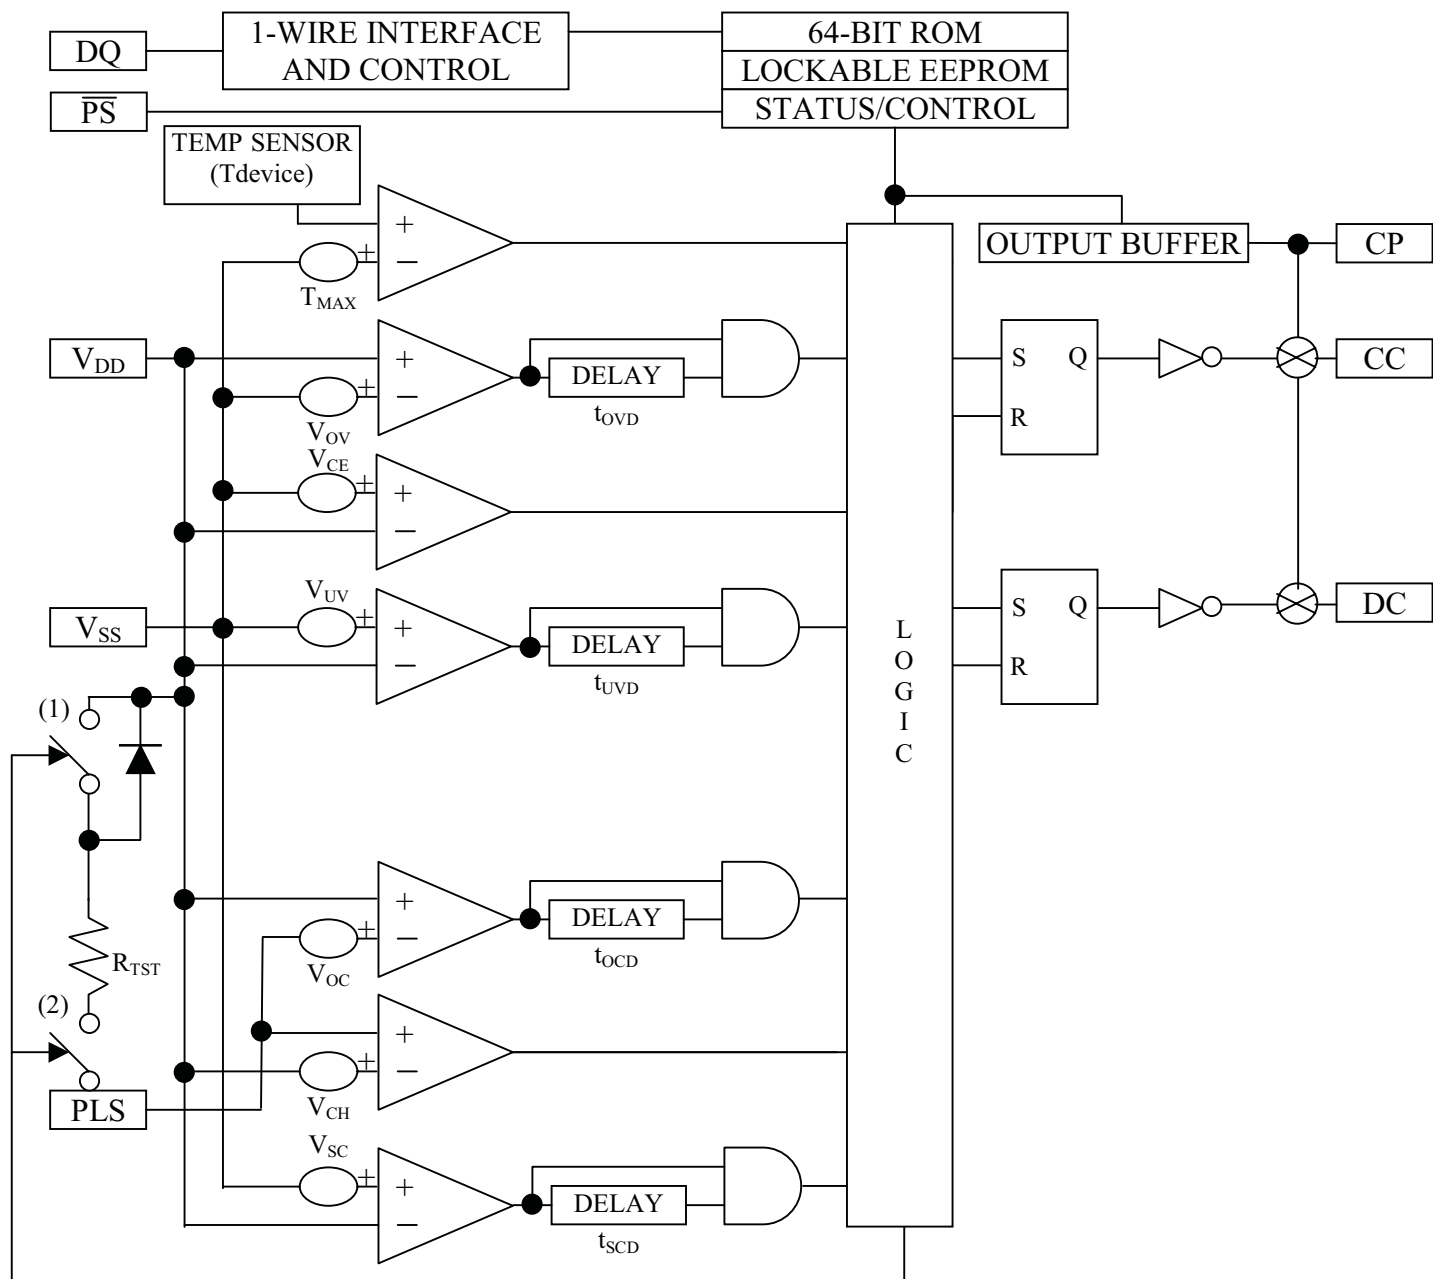 1-WIRE INTERFACE
AND CONTROL
64-BIT ROM
LOCKABLE EEPROM
STATUS/CONTROL
DQ
PS
TEMP SENSOR
(Tdevice)
+
−
+
TMAX
OUTPUT BUFFER
CP
VDD
+
−
+
VOV
DELAY
tOVD
S Q
R
CC
VCE
+
+
−
VSS
VUV
+
+
−
DELAY
tUVD
L
O
G
I
C
S Q
R
DC
(1)
RTST
(2)
+
−
+
VOC
DELAY
tOCD
+
−
+
VCH
PLS
VSC
+
+
−
DELAY
tSCD